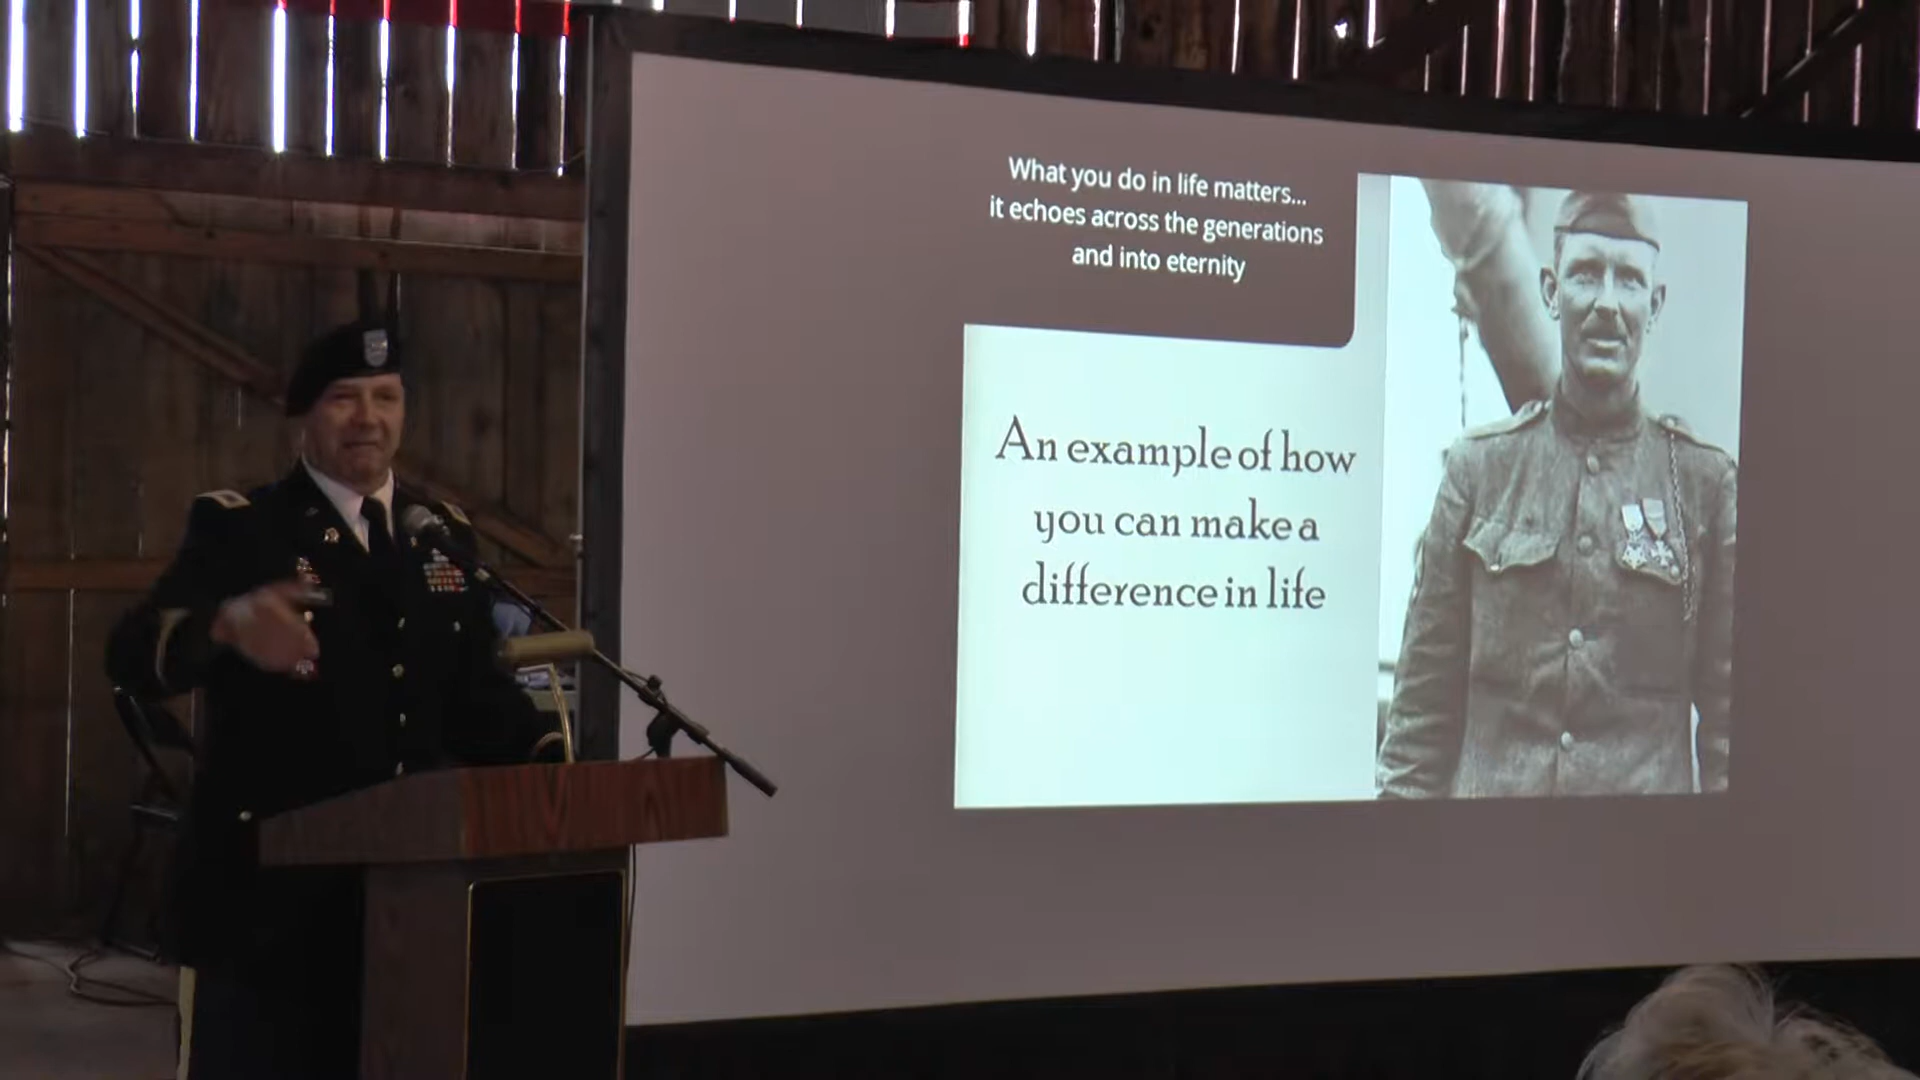 What you do in life matters...
it echoes across the generations
and into eternity
An example of how
you can make a
difference in life